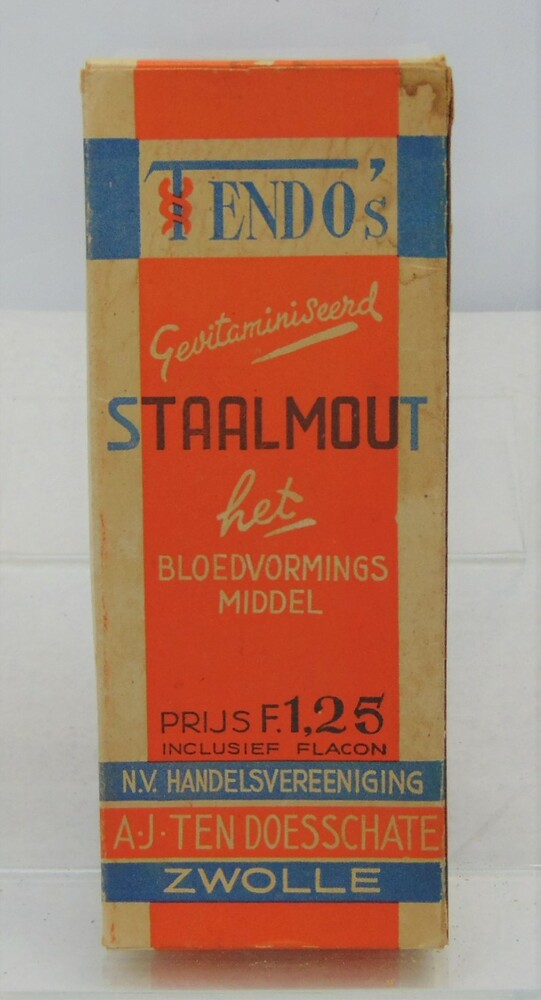 TENDO's
Gevitaminiseerd
STAALMOUT
het
BLOEDVORMINGS
MIDDEL
PRIJS F.1,25
INCLUSIEF FLACON
N.V. HANDELSVEREENIGING
A·J·TEN DOESSCHATE
ZWOLLE